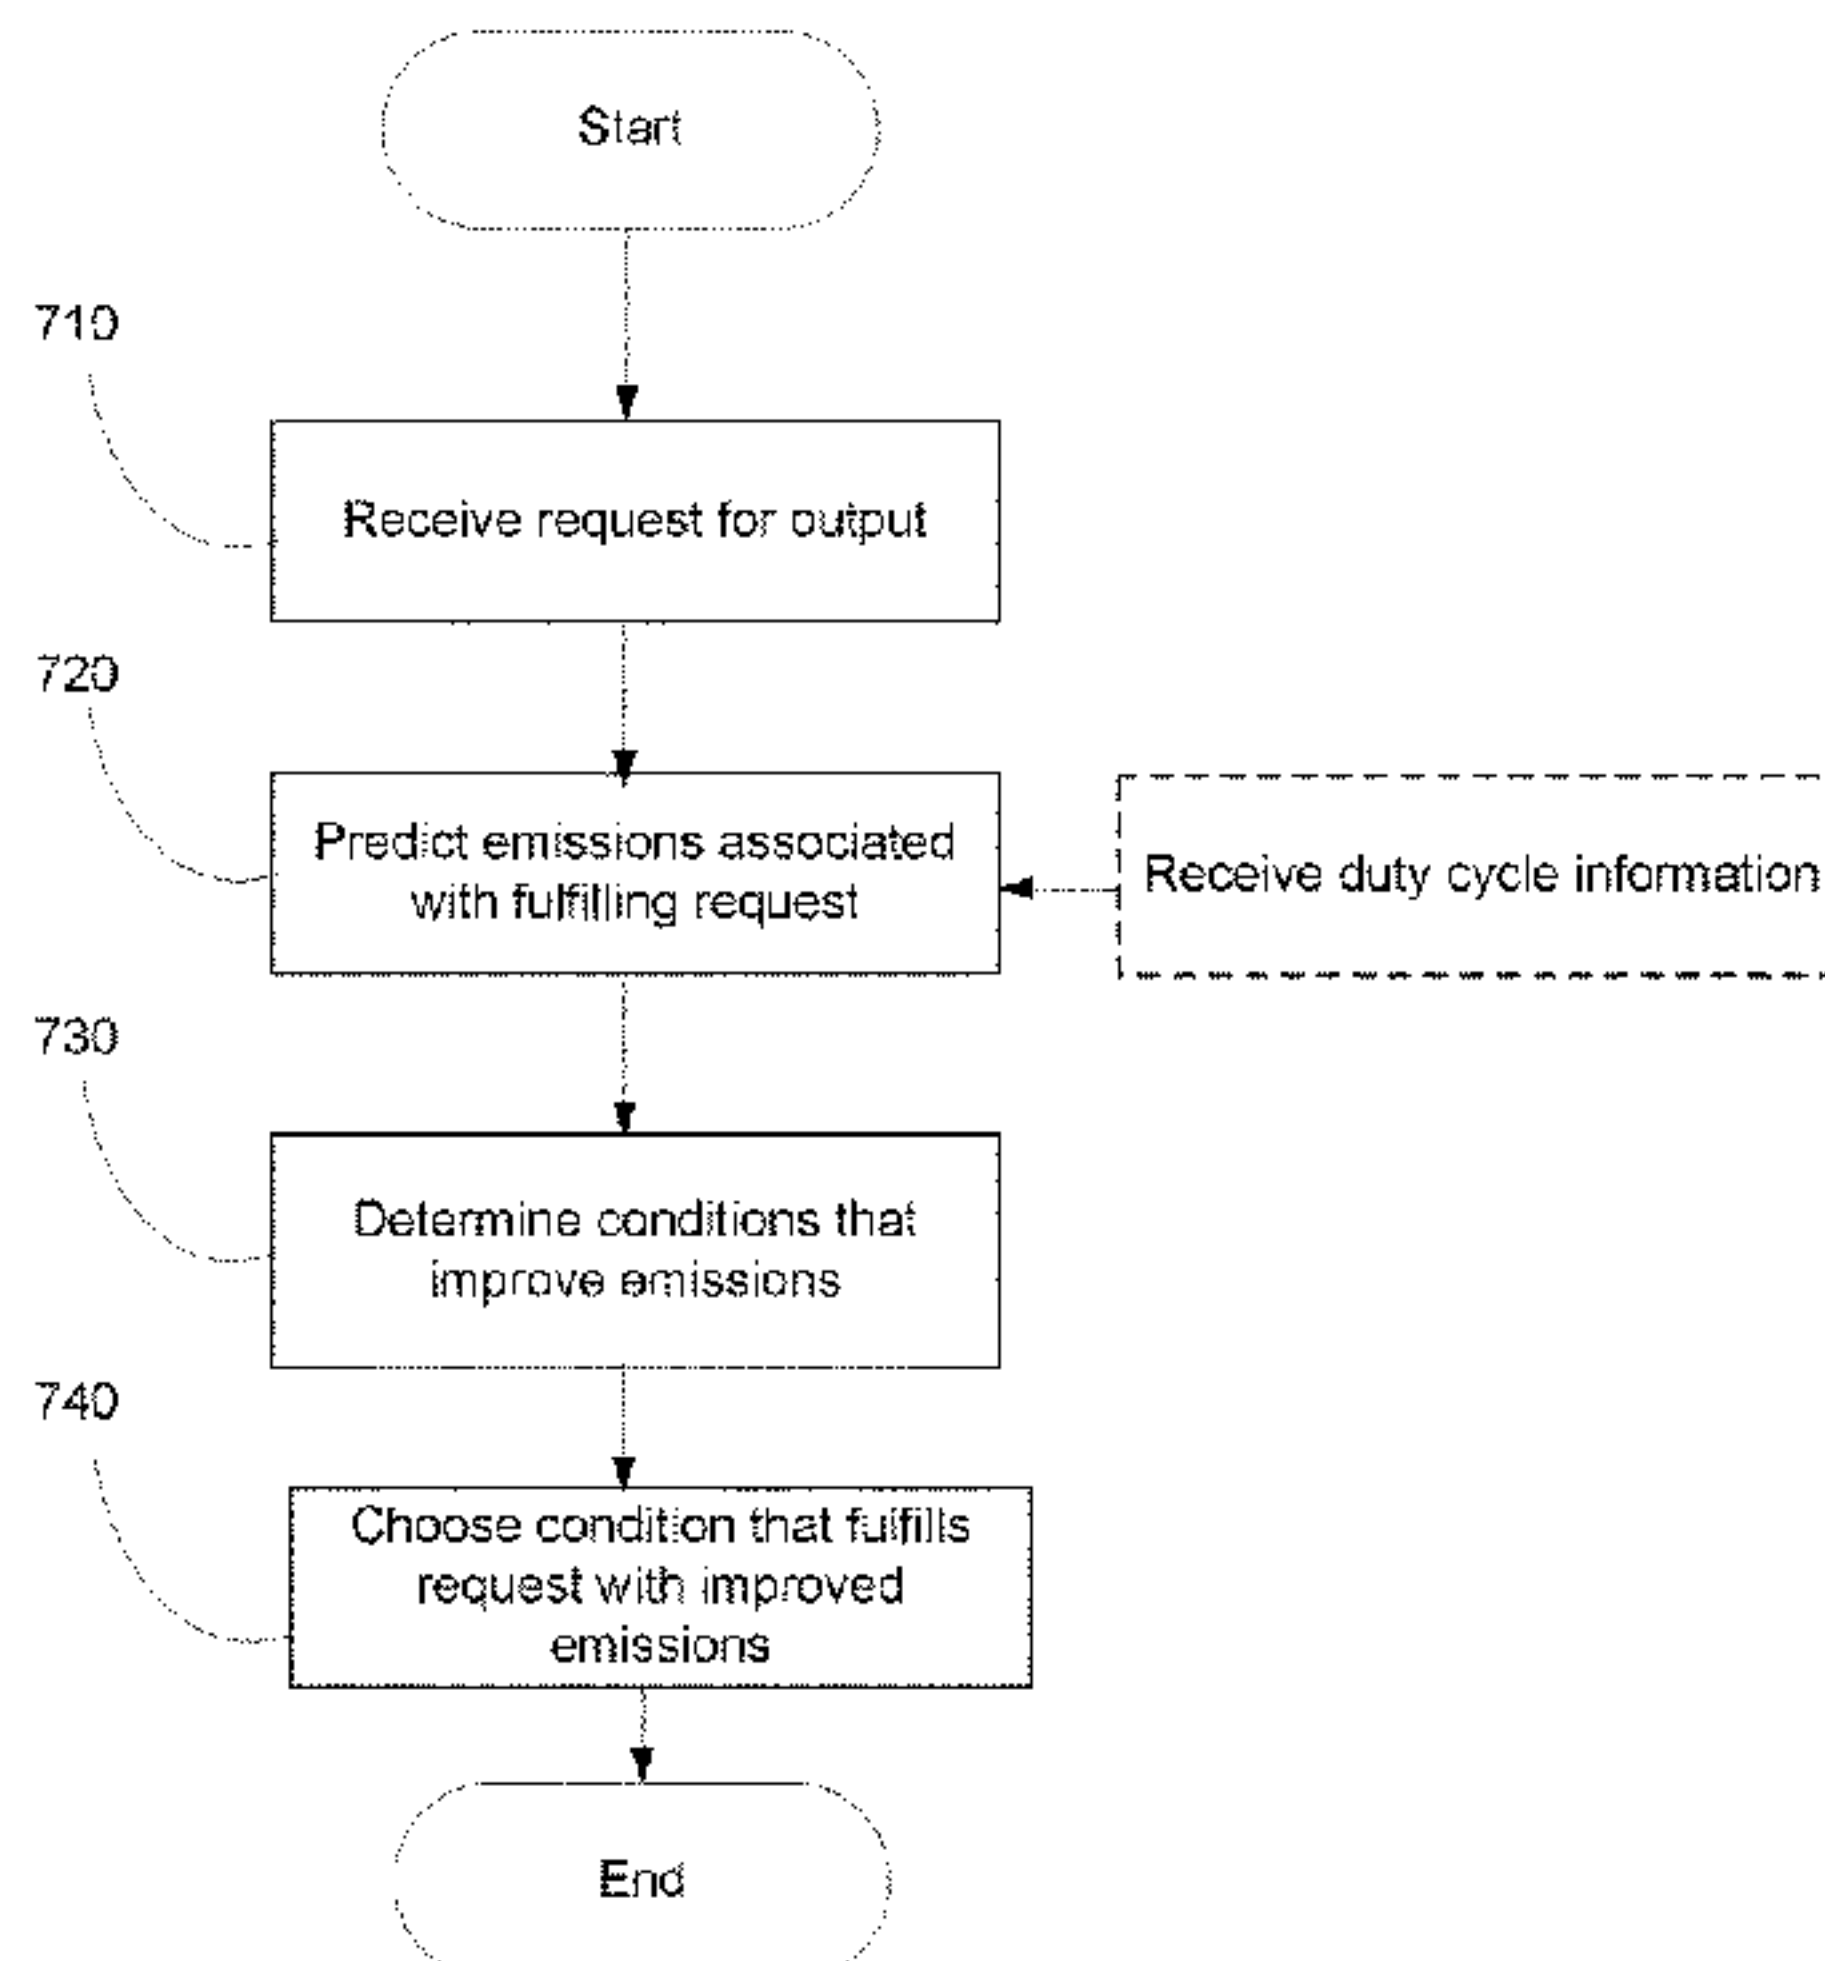 Start
710
Receive request for output
720
Predict emissions associated
with fulfilling request
Receive duty cycle information
730
Determine conditions that
improve emissions
740
Choose condition that fulfills
request with improved
emissions
End